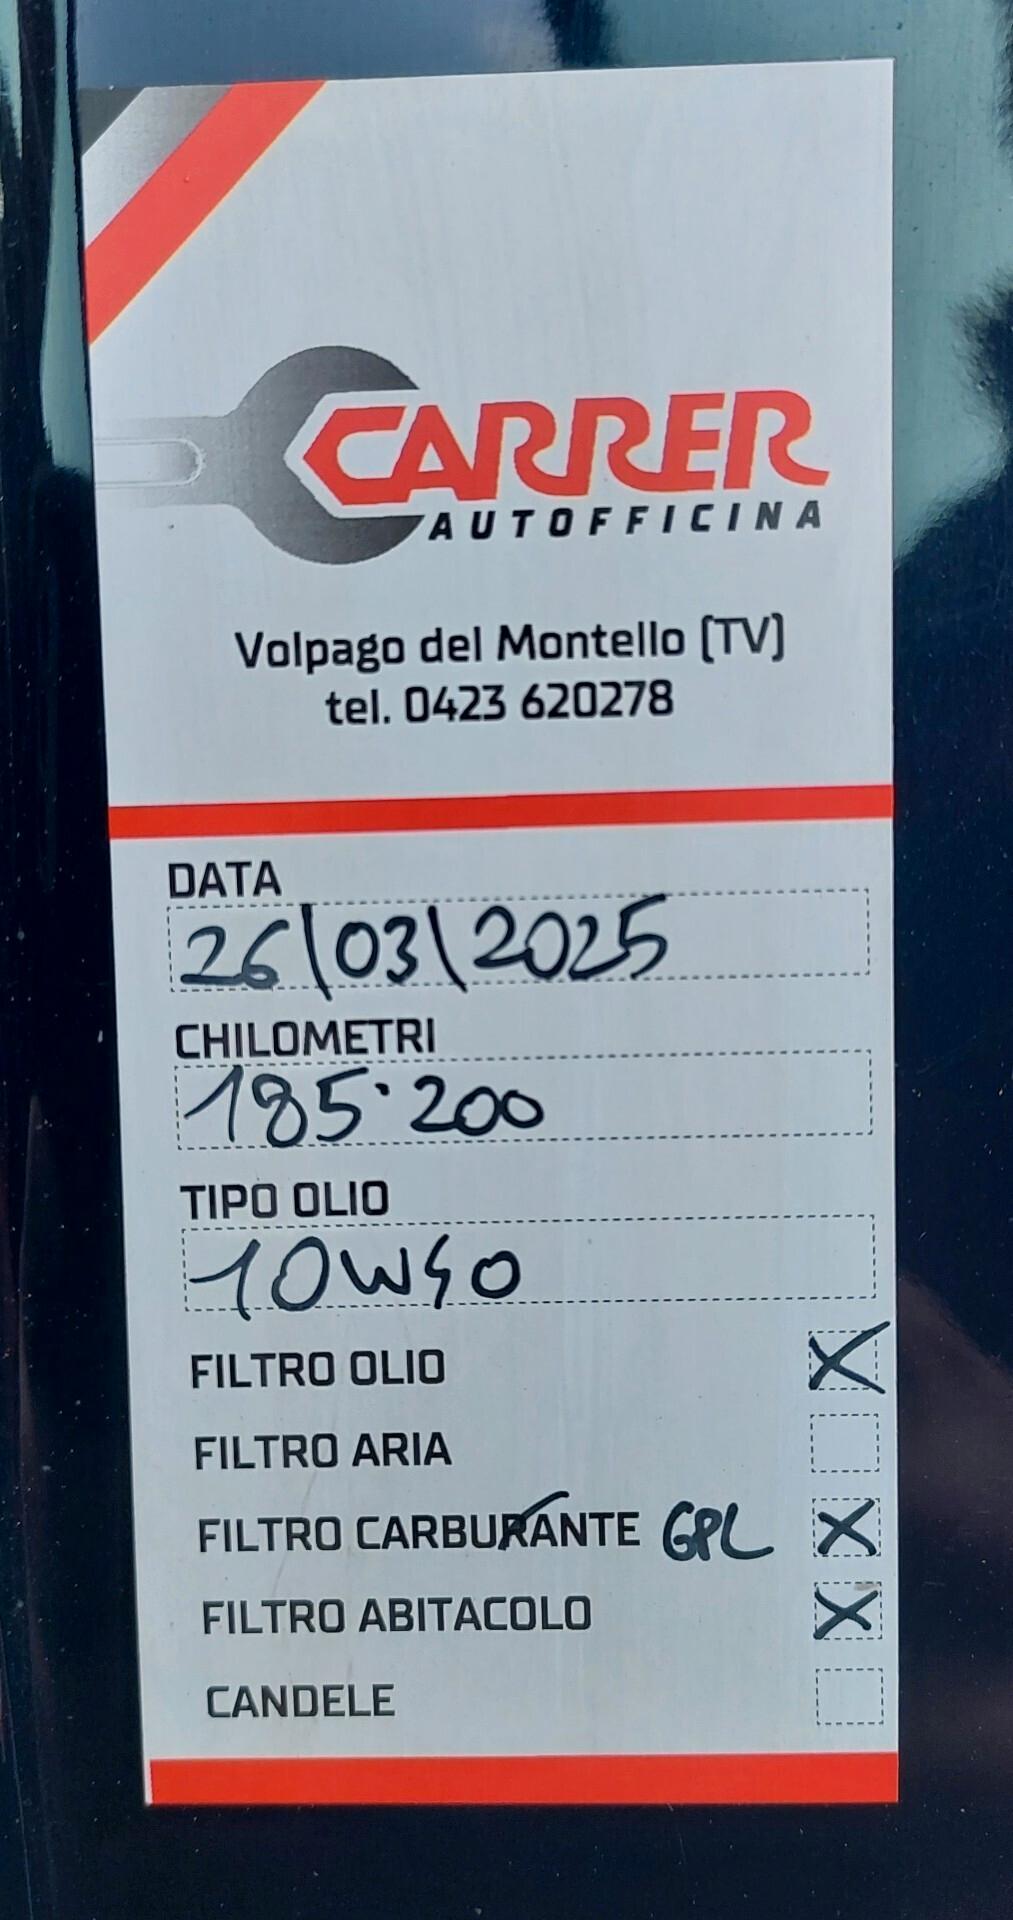 CARRER
AUTOFFICINA
Volpago del Montello (TV)
tel. 0423 620278
DATA
26/03/2025
CHILOMETRI
185.200
TIPO OLIO
10W40
FILTRO OLIO X
FILTRO ARIA
FILTRO CARBURANTE GPL X
FILTRO ABITACOLO X
CANDELE